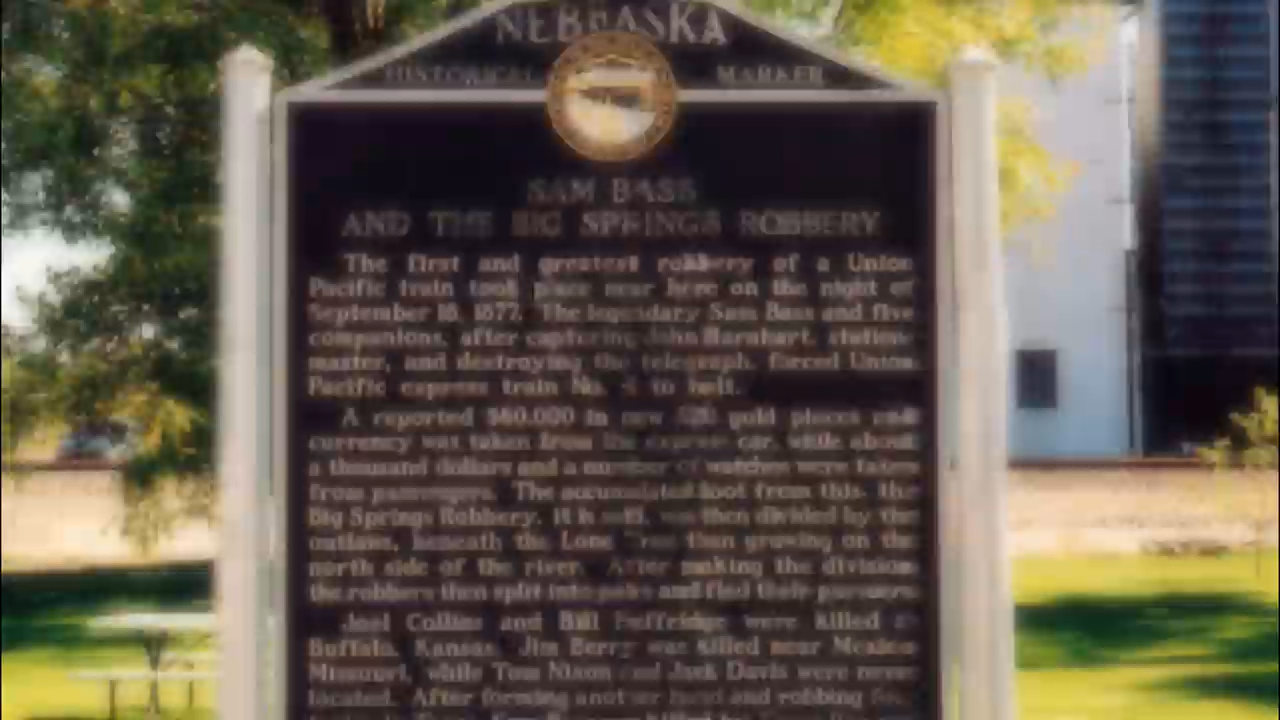 NEBRASKA
HISTORICAL MARKER
SAM BASS
AND THE BIG SPRINGS ROBBERY
The first and greatest robbery of a Union
Pacific train took place near here on the night of
September 18, 1877. The legendary Sam Bass and five
companions, after capturing John Barnhart, station-
master, and destroying the telegraph, forced Union
Pacific express train No. 4 to halt.
A reported $60,000 in new $20 gold pieces and
currency was taken from the express car, while about
a thousand dollars and a number of watches were taken
from passengers. The accumulated loot from this, the
Big Springs Robbery, it is said, was then divided by the
outlaws, beneath the Lone Tree then growing on the
north side of the river. After making the division
the robbers then split into pairs and fled their pursuers.
Joel Collins and Bill Heffridge were killed at
Buffalo, Kansas. Jim Berry was killed near Mexico
Missouri, while Tom Nixon and Jack Davis were never
located. After forming another band and robbing